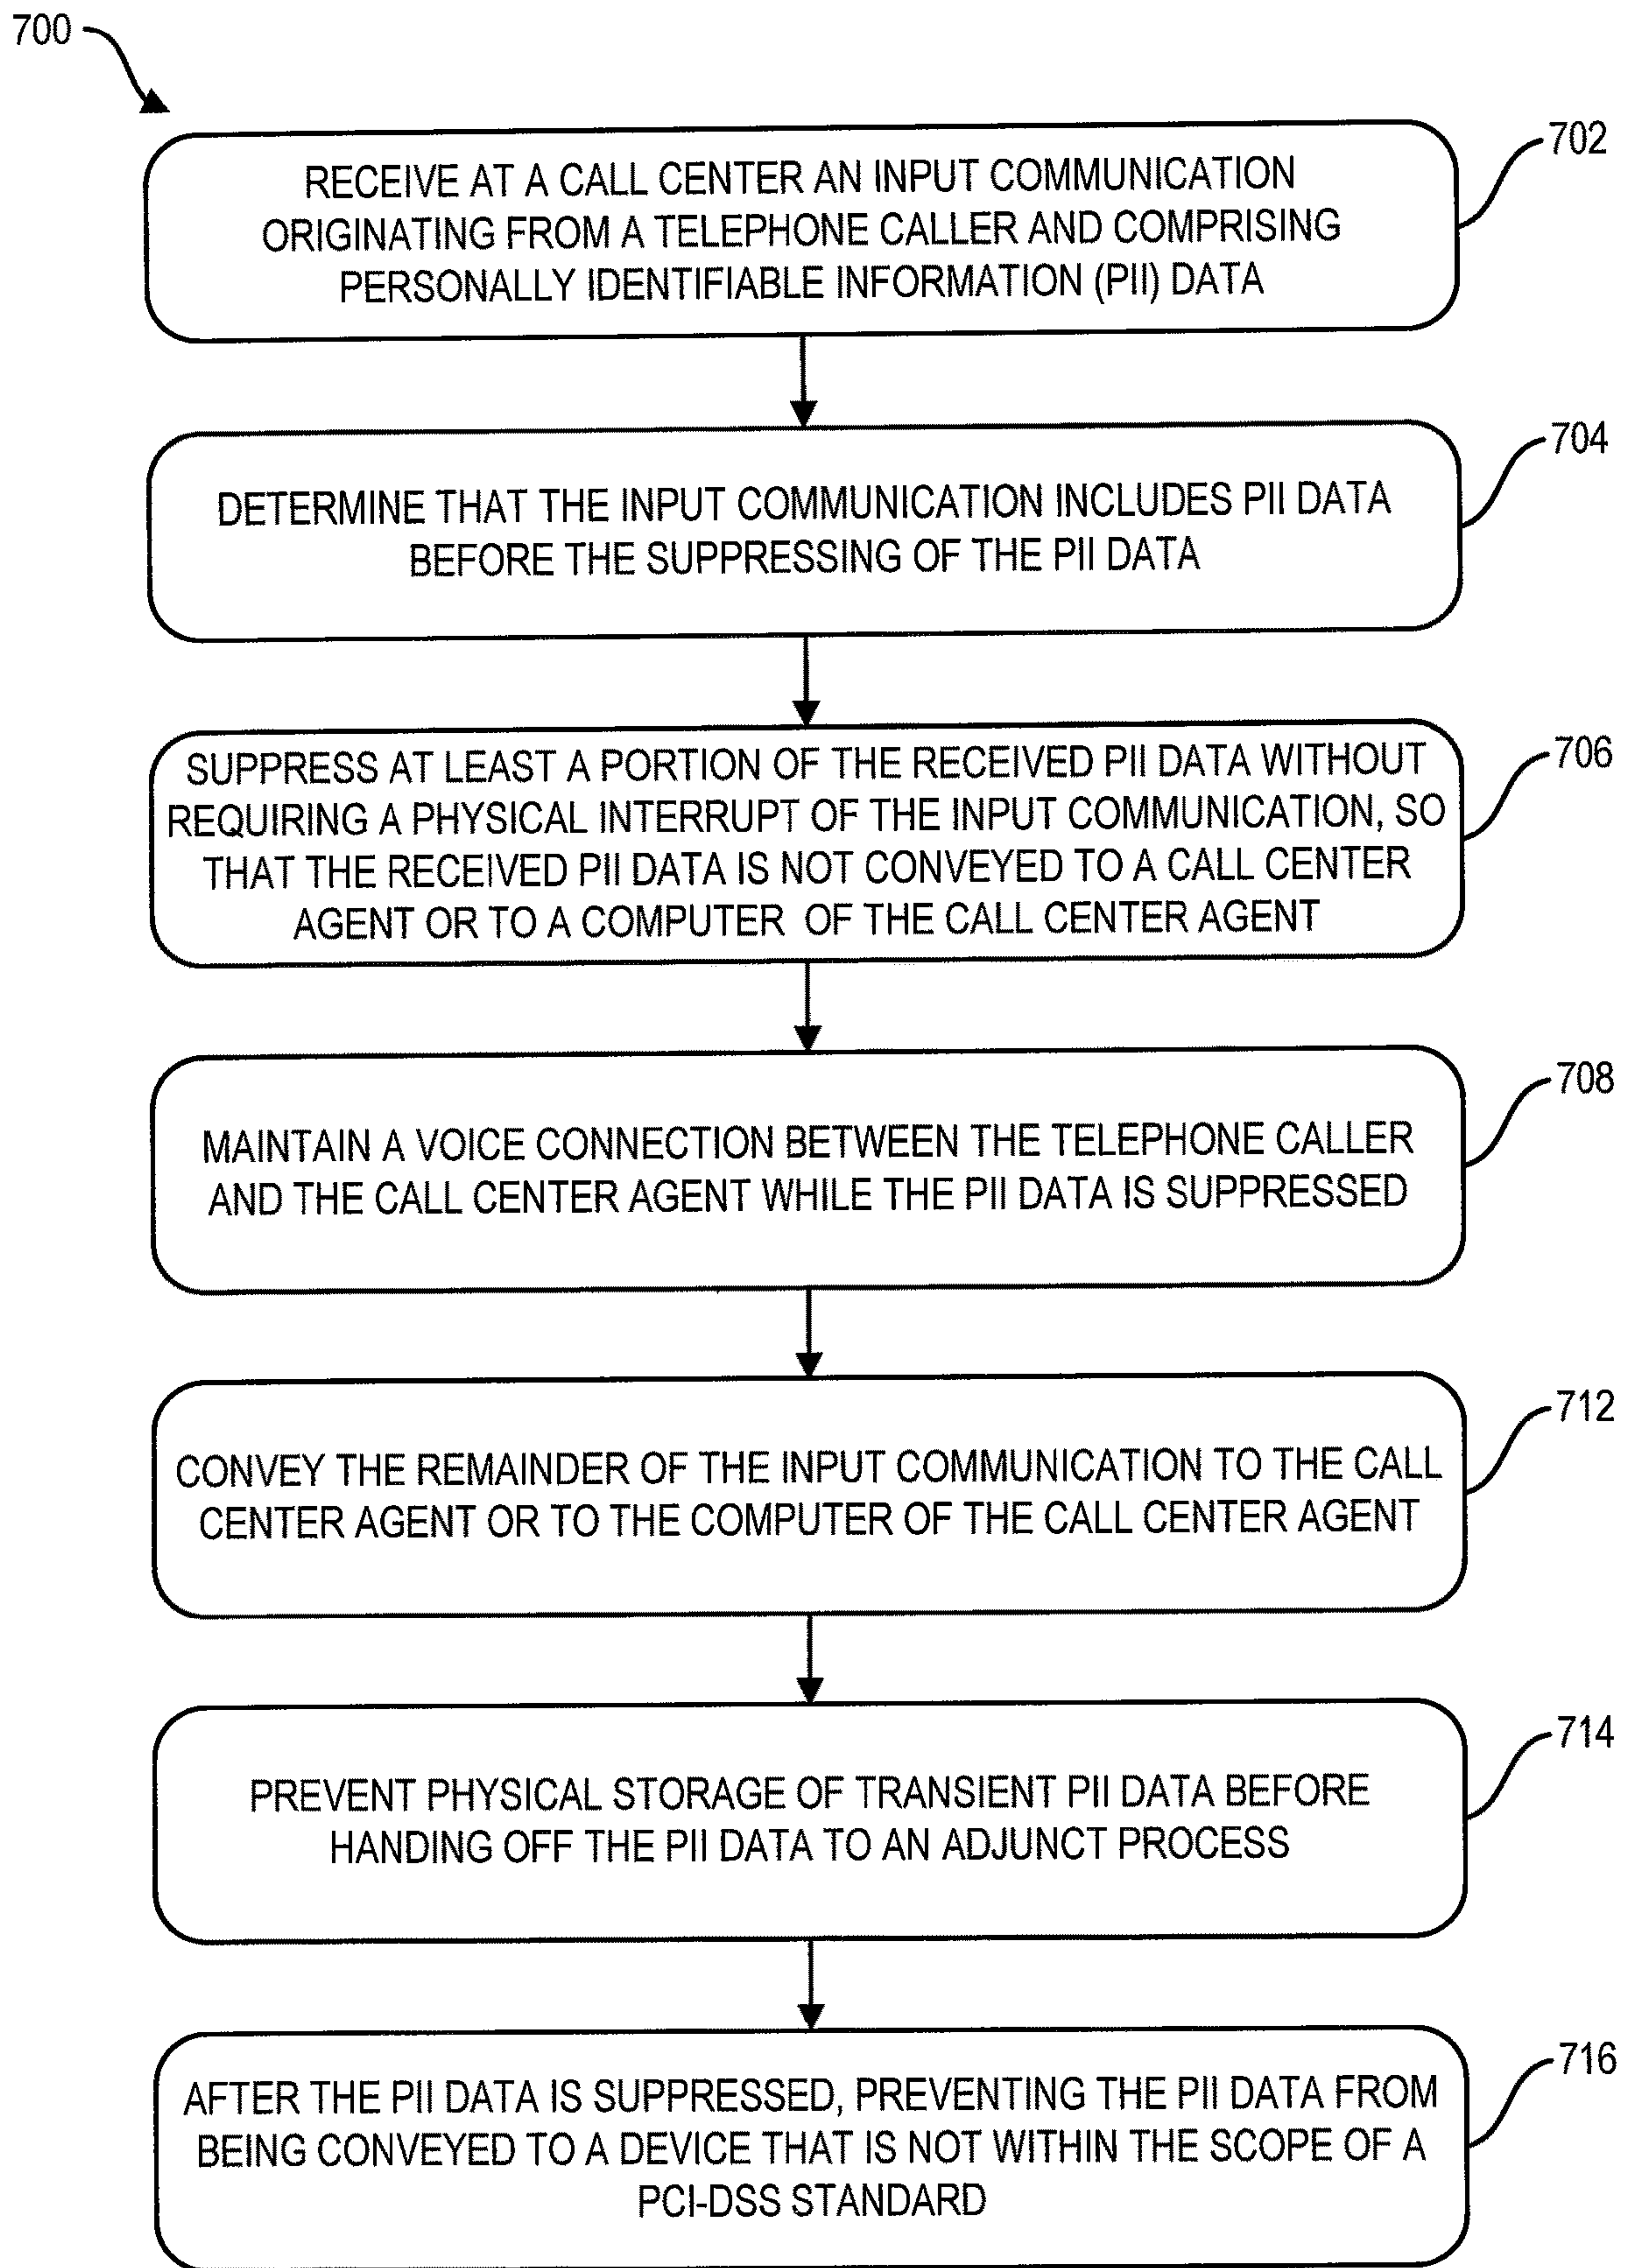 700
702
RECEIVE AT A CALL CENTER AN INPUT COMMUNICATION
ORIGINATING FROM A TELEPHONE CALLER AND COMPRISING
PERSONALLY IDENTIFIABLE INFORMATION (PII) DATA
704
DETERMINE THAT THE INPUT COMMUNICATION INCLUDES PII DATA
BEFORE THE SUPPRESSING OF THE PII DATA
706
SUPPRESS AT LEAST A PORTION OF THE RECEIVED PII DATA WITHOUT
REQUIRING A PHYSICAL INTERRUPT OF THE INPUT COMMUNICATION, SO
THAT THE RECEIVED PII DATA IS NOT CONVEYED TO A CALL CENTER
AGENT OR TO A COMPUTER OF THE CALL CENTER AGENT
708
MAINTAIN A VOICE CONNECTION BETWEEN THE TELEPHONE CALLER
AND THE CALL CENTER AGENT WHILE THE PII DATA IS SUPPRESSED
712
CONVEY THE REMAINDER OF THE INPUT COMMUNICATION TO THE CALL
CENTER AGENT OR TO THE COMPUTER OF THE CALL CENTER AGENT
714
PREVENT PHYSICAL STORAGE OF TRANSIENT PII DATA BEFORE
HANDING OFF THE PII DATA TO AN ADJUNCT PROCESS
716
AFTER THE PII DATA IS SUPPRESSED, PREVENTING THE PII DATA FROM
BEING CONVEYED TO A DEVICE THAT IS NOT WITHIN THE SCOPE OF A
PCI-DSS STANDARD